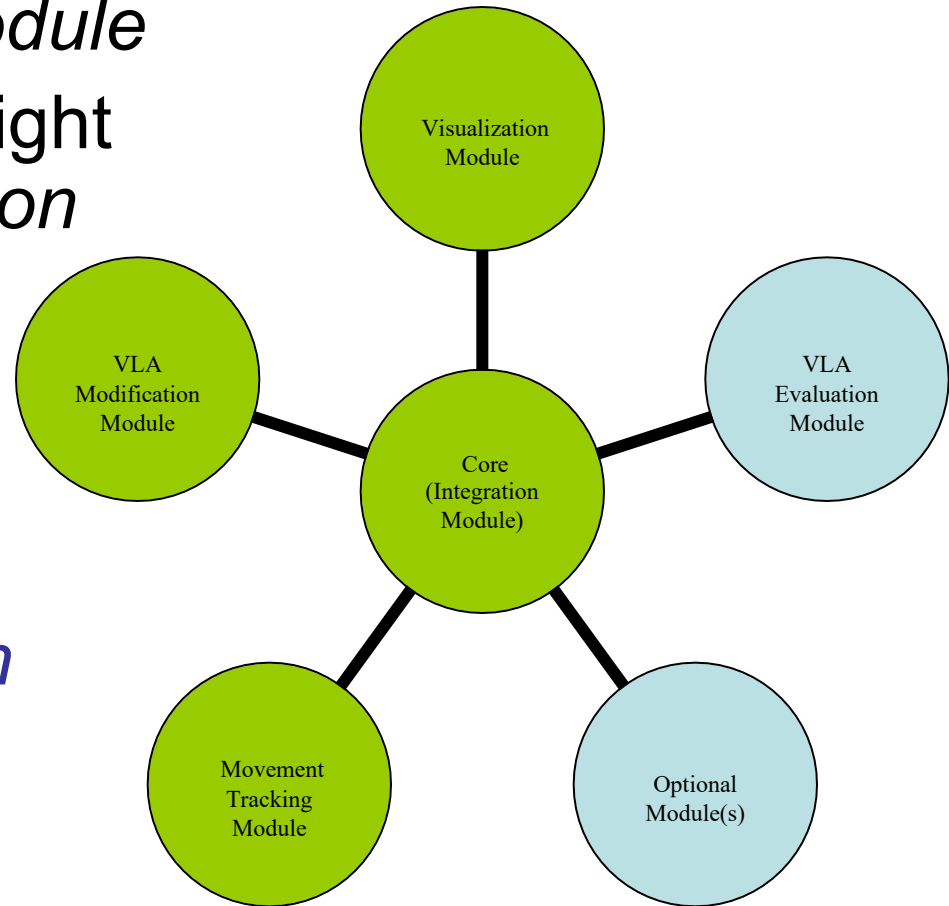 odule
ight
on
n
Visualization
Module
VLA
Modification
Module
VLA
Evaluation
Module
Core
(Integration
Module)
Movement
Tracking
Module
Optional
Module(s)